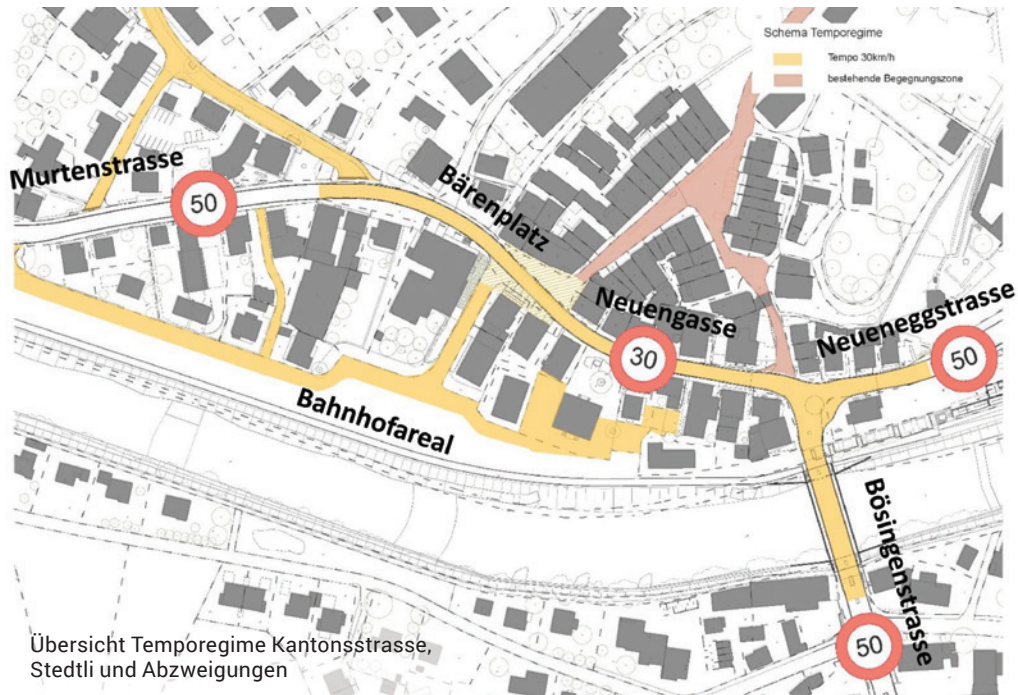 Schema Temporegime
Tempo 30km/h
bestehende Begegnungszone
Murtenstrasse
50
Bärenplatz
Neuengasse
30
Neueneggstrasse
50
Bahnhofareal
Bösingenstrasse
50
Übersicht Temporegime Kantonsstrasse,
Stedtli und Abzweigungen